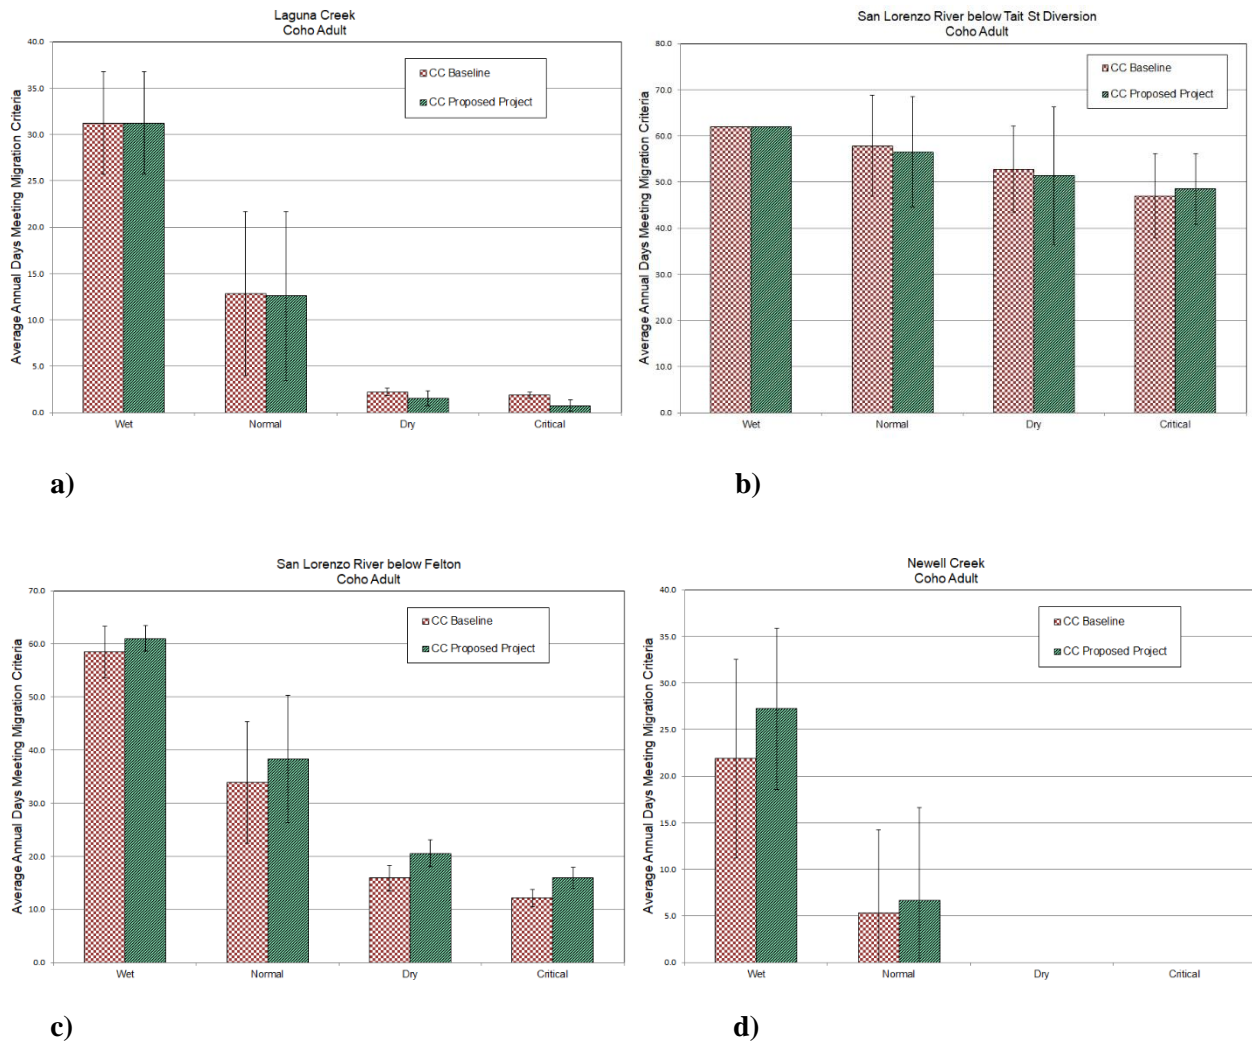 Laguna Creek
Coho Adult
Average Annual Days Meeting Migration Criteria
40.0
35.0
30.0
25.0
20.0
15.0
10.0
5.0
0.0
CC Baseline
CC Proposed Project
Wet Normal Dry Critical
a)
San Lorenzo River below Tait St Diversion
Coho Adult
Average Annual Days Meeting Migration Criteria
80.0
70.0
60.0
50.0
40.0
30.0
20.0
10.0
0.0
CC Baseline
CC Proposed Project
Wet Normal Dry Critical
b)
San Lorenzo River below Felton
Coho Adult
Average Annual Days Meeting Migration Criteria
70.0
60.0
50.0
40.0
30.0
20.0
10.0
0.0
CC Baseline
CC Proposed Project
Wet Normal Dry Critical
c)
Newell Creek
Coho Adult
Average Annual Days Meeting Migration Criteria
40.0
35.0
30.0
25.0
20.0
15.0
10.0
5.0
0.0
CC Baseline
CC Proposed Project
Wet Normal Dry Critical
d)